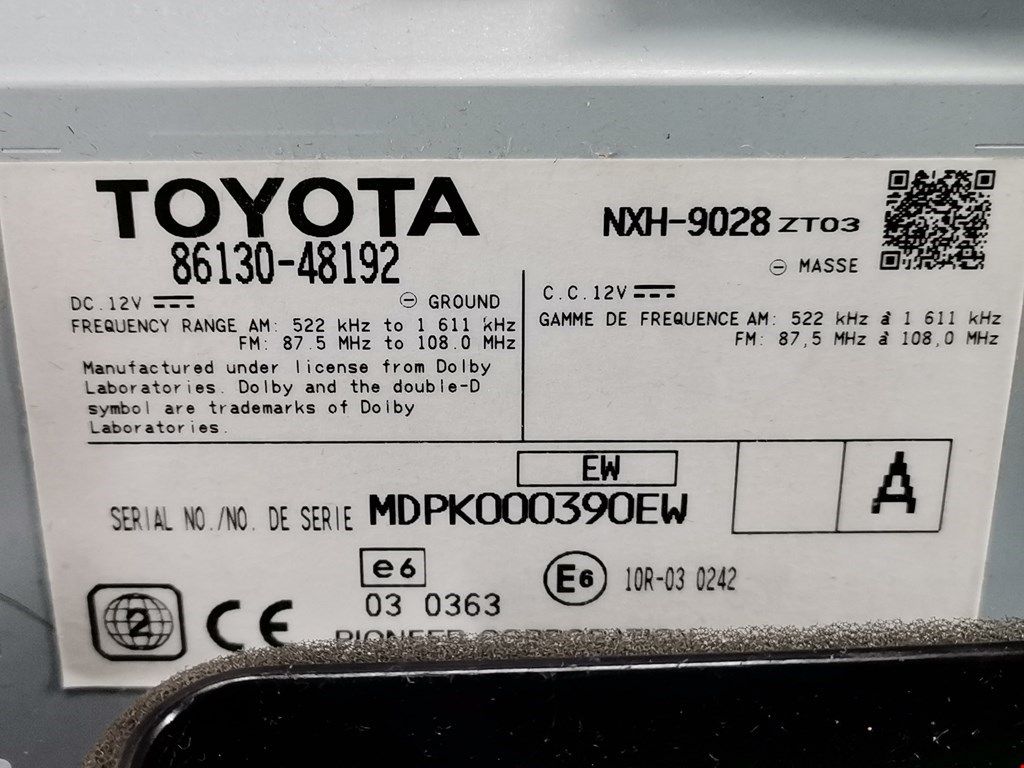 TOYOTA
86130-48192
NXH-9028 ZT03
DC.12V
⊖ GROUND
FREQUENCY RANGE AM: 522 kHz to 1 611 kHz
FM: 87.5 MHz to 108.0 MHz
Manufactured under license from Dolby
Laboratories. Dolby and the double-D
symbol are trademarks of Dolby
Laboratories.
⊖ MASSE
C.C.12V
GAMME DE FREQUENCE AM: 522 kHz à 1 611 kHz
FM: 87,5 MHz à 108,0 MHz
EW
A
SERIAL NO./NO. DE SERIE MDPK000390EW
e6
03 0363
E6 10R-03 0242
2
CE
PIONEER CORPORATION